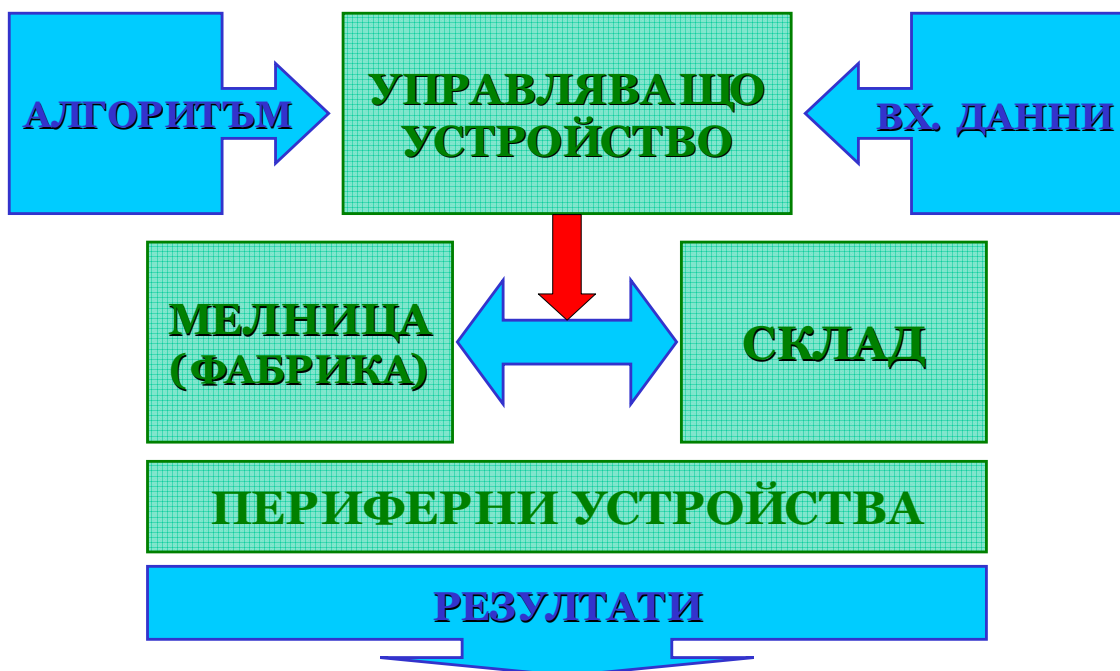 АЛГОРИТЪМ
УПРАВЛЯВАЩО
УСТРОЙСТВО
ВХ. ДАННИ
МЕЛНИЦА
(ФАБРИКА)
СКЛАД
ПЕРИФЕРНИ УСТРОЙСТВА
РЕЗУЛТАТИ